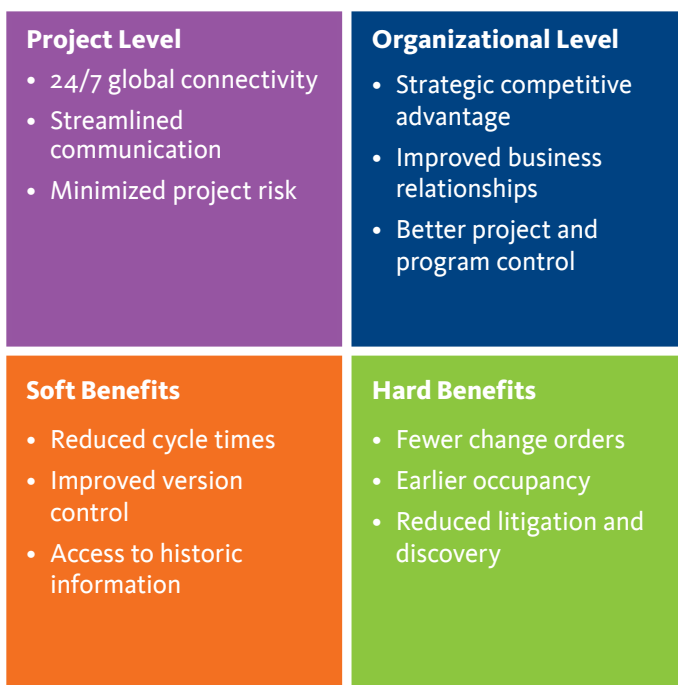 Project Level
• 24/7 global connectivity
• Streamlined
communication
• Minimized project risk
Organizational Level
• Strategic competitive
advantage
• Improved business
relationships
• Better project and
program control
Soft Benefits
• Reduced cycle times
• Improved version
control
• Access to historic
information
Hard Benefits
• Fewer change orders
• Earlier occupancy
• Reduced litigation and
discovery